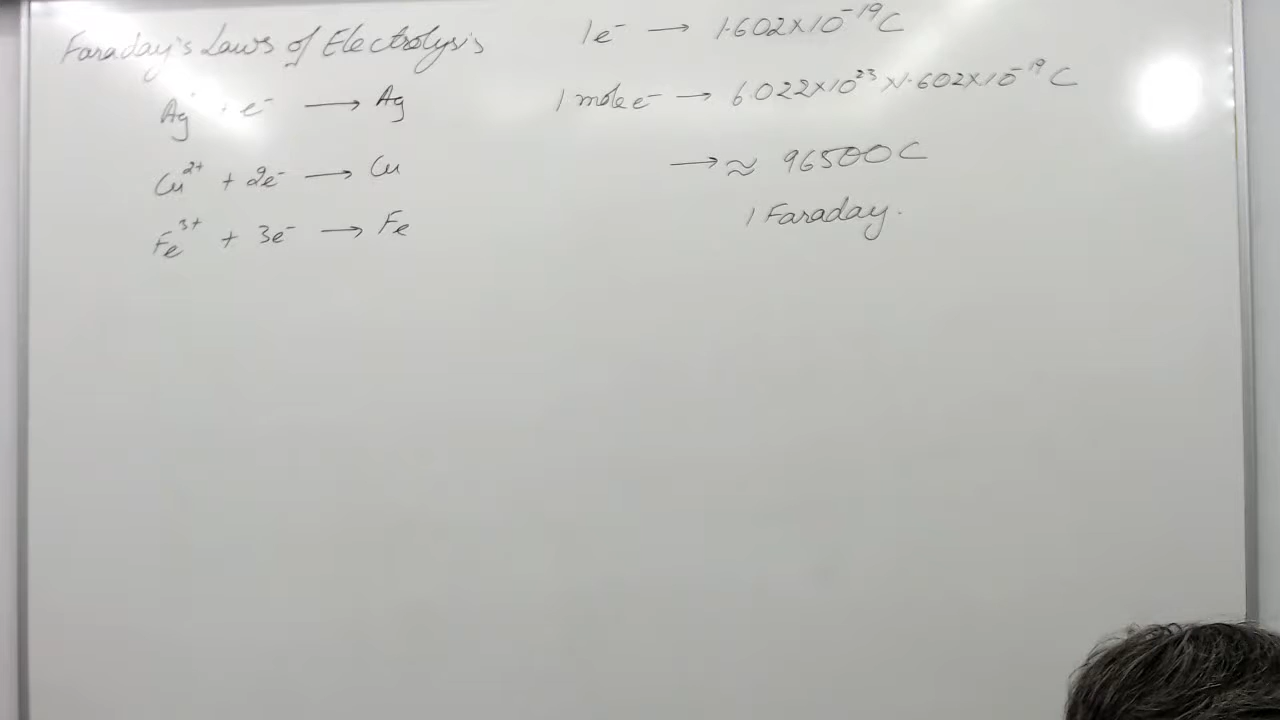 Faraday's Laws of Electrolysis
Ag⁺ + e⁻ ⟶ Ag
Cu²⁺ + 2e⁻ ⟶ Cu
Fe³⁺ + 3e⁻ ⟶ Fe
1e⁻ ⟶ 1.602×10⁻¹⁹C
1 mole e⁻ ⟶ 6.022×10²³×1.602×10⁻¹⁹C
⟶ ≈ 96500C
1 Faraday.